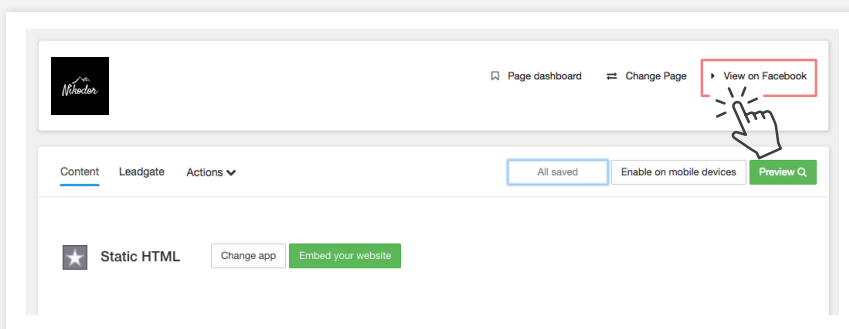 Nikodor
Page dashboard Change Page View on Facebook
Content Leadgate Actions All saved Enable on mobile devices Preview
Static HTML Change app Embed your website